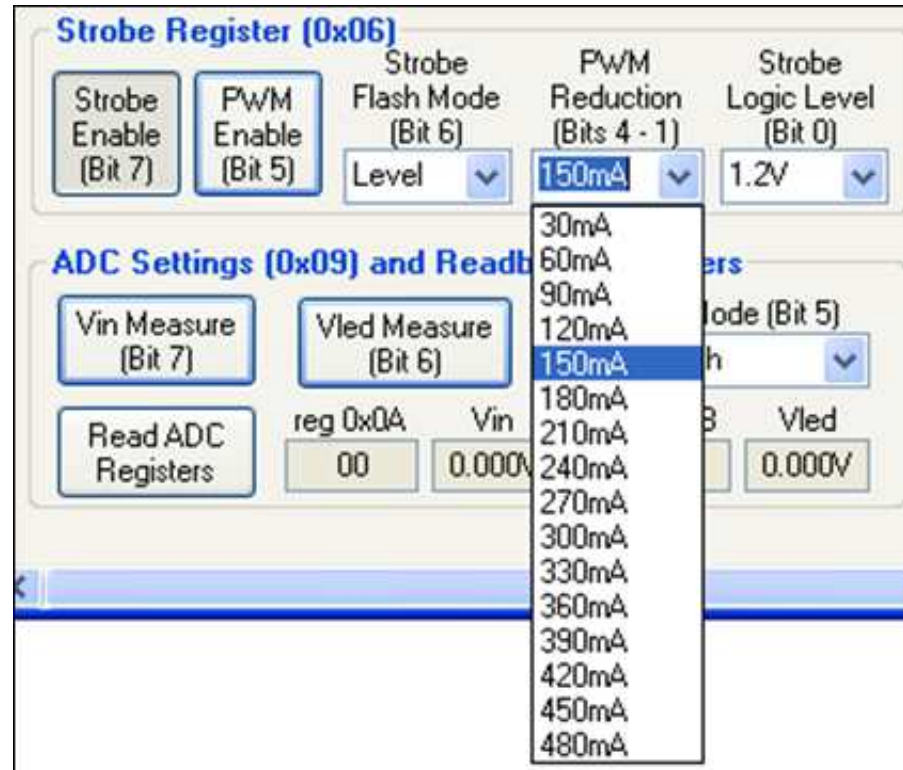 Strobe Register (0x06)
Strobe
Enable
(Bit 7)
PWM
Enable
(Bit 5)
Strobe
Flash Mode
(Bit 6)
Level
PWM
Reduction
(Bits 4 - 1)
150mA
Strobe
Logic Level
(Bit 0)
1.2V
30mA
60mA
90mA
120mA
150mA
180mA
210mA
240mA
270mA
300mA
330mA
360mA
390mA
420mA
450mA
480mA
ADC Settings (0x09) and
Vin Measure
(Bit 7)
Vled Measure
(Bit 6)
(Bit 5)
Read ADC
Registers
reg 0x0A
00
Vin
0.000V
Vled
0.000V